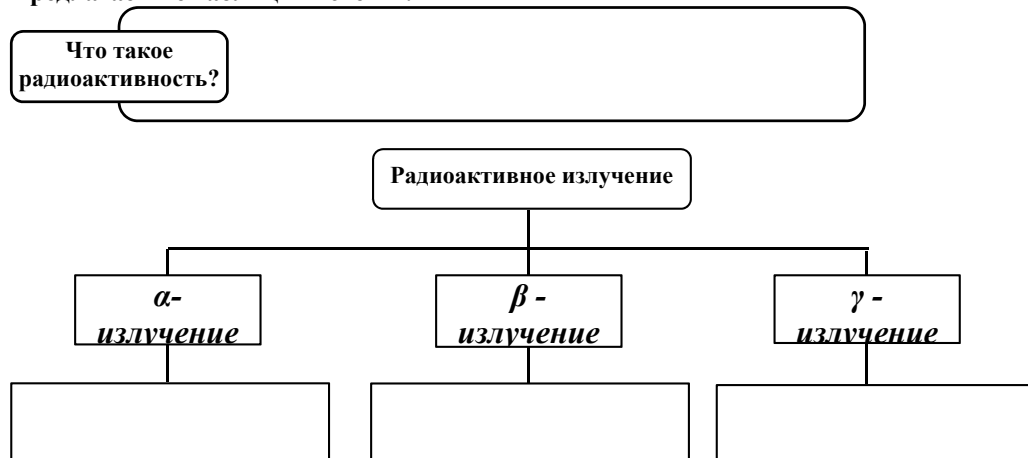 Что такое
радиоактивность?
Радиоактивное излучение
α-
излучение
β -
излучение
γ -
излучение